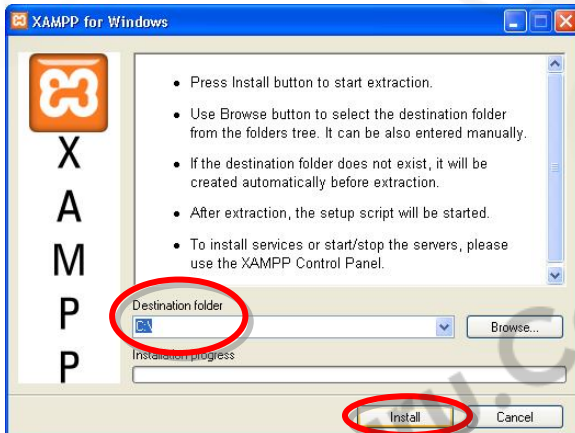 XAMPP for Windows
X
A
M
P
P
• Press Install button to start extraction.
• Use Browse button to select the destination folder
from the folders tree. It can be also entered manually.
• If the destination folder does not exist, it will be
created automatically before extraction.
• After extraction, the setup script will be started.
• To install services or start/stop the servers, please
use the XAMPP Control Panel.
Destination folder
C:\
Browse...
Installation progress
Install
Cancel